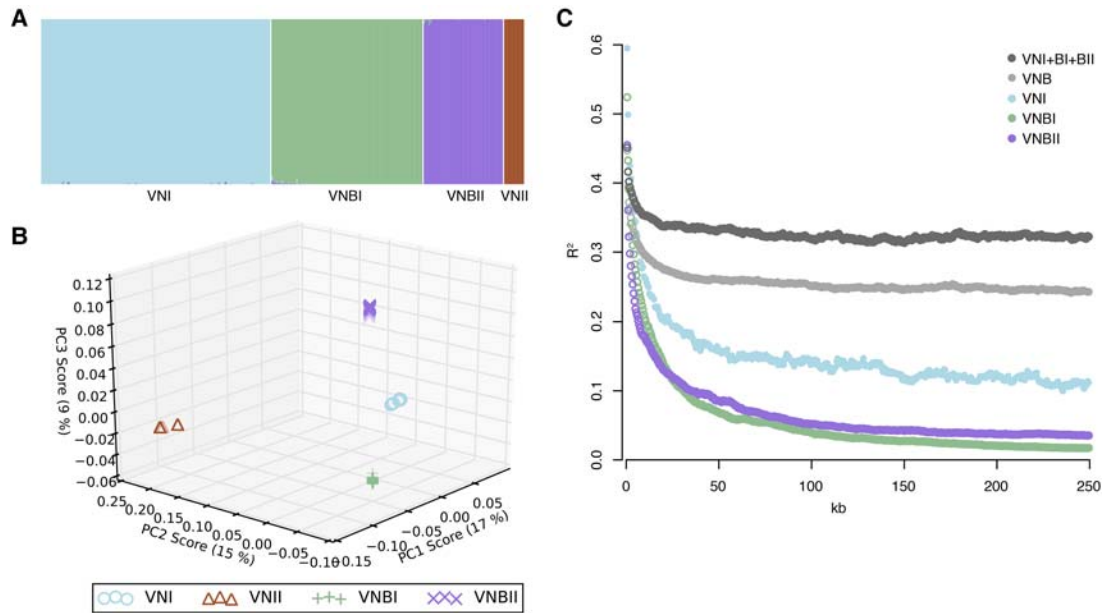 A
VNI VNBI VNBII VNII
B
PC3 Score (9 %)
0.12
0.10
0.08
0.06
0.04
0.02
0.00
−0.02
−0.04
−0.06
0.25
0.20
0.15
0.10
0.05
0.00
−0.05
−0.10
PC2 Score (15 %)
−0.15
−0.10
−0.05
0.00
0.05
PC1 Score (17 %)
VNI VNII VNBI VNBII
C
R²
0.6
0.5
0.4
0.3
0.2
0.1
0.0
0 50 100 150 200 250
kb
VNI+BI+BII
VNB
VNI
VNBI
VNBII